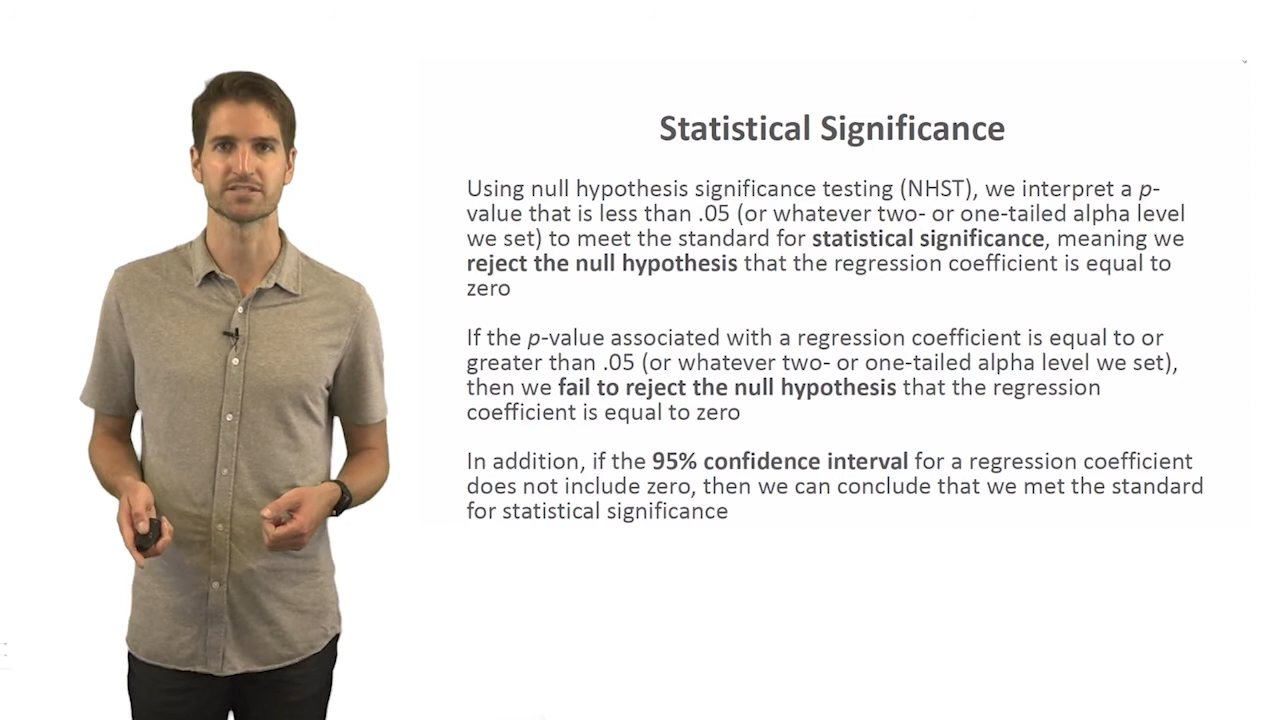 Statistical Significance
Using null hypothesis significance testing (NHST), we interpret a p-
value that is less than .05 (or whatever two- or one-tailed alpha level
we set) to meet the standard for statistical significance, meaning we
reject the null hypothesis that the regression coefficient is equal to
zero
If the p-value associated with a regression coefficient is equal to or
greater than .05 (or whatever two- or one-tailed alpha level we set),
then we fail to reject the null hypothesis that the regression
coefficient is equal to zero
In addition, if the 95% confidence interval for a regression coefficient
does not include zero, then we can conclude that we met the standard
for statistical significance